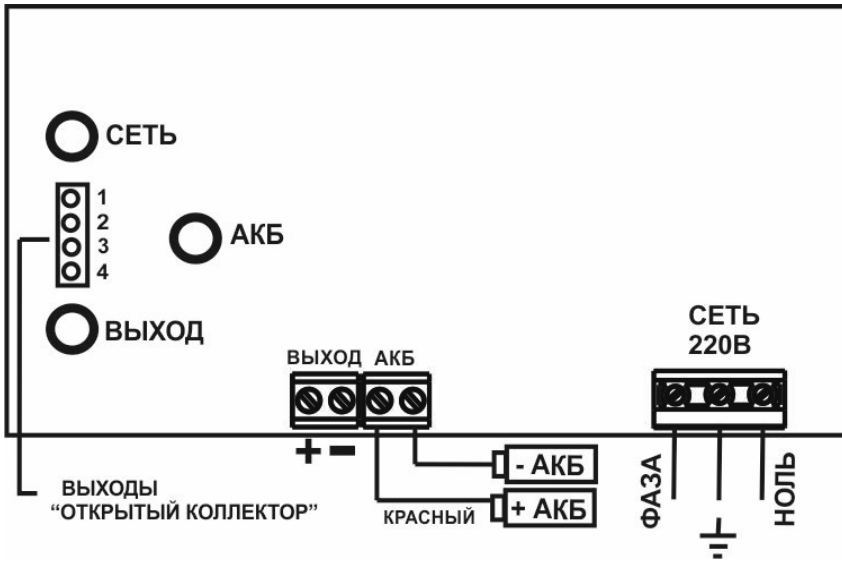 СЕТЬ
1
2
3
4
АКБ
ВЫХОД
СЕТЬ
220В
ВЫХОД АКБ
+ −
- АКБ
+ АКБ
КРАСНЫЙ
ФАЗА
НОЛЬ
ВЫХОДЫ
“ОТКРЫТЫЙ КОЛЛЕКТОР”